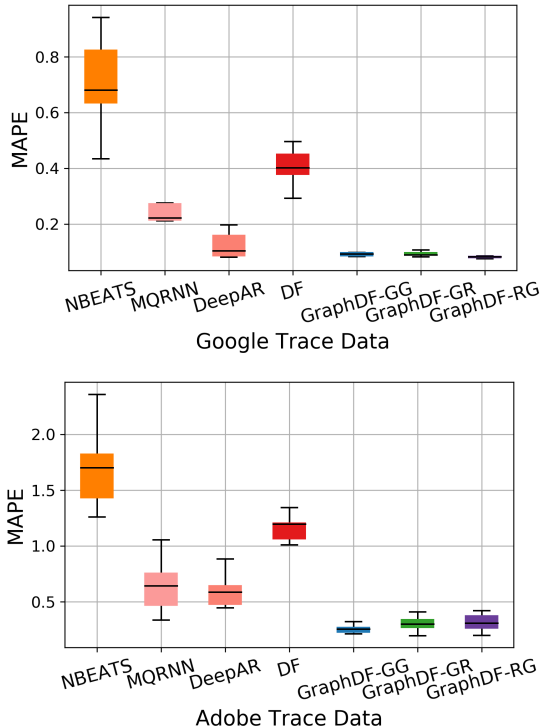 MAPE
0.8
0.6
0.4
0.2
NBEATS MQRNN DeepAR DF GraphDF-GG GraphDF-GR GraphDF-RG
Google Trace Data
MAPE
2.0
1.5
1.0
0.5
NBEATS MQRNN DeepAR DF GraphDF-GG GraphDF-GR GraphDF-RG
Adobe Trace Data